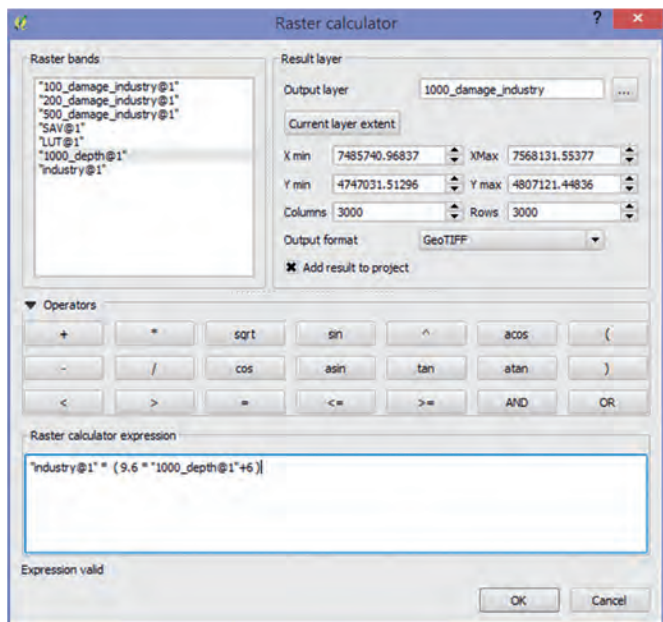 Raster calculator
?
×
Raster bands
"100_damage_industry@1"
"200_damage_industry@1"
"500_damage_industry@1"
"SAV@1"
"LUT@1"
"1000_depth@1"
"industry@1"
Result layer
Output layer 1000_damage_industry ...
Current layer extent
X min 7485740.96837 XMax 7568131.55377
Y min 4747031.51296 Y max 4807121.44836
Columns 3000 Rows 3000
Output format GeoTIFF
Add result to project
Operators
+ * sqrt sin ^ acos (
- / cos asin tan atan )
< > = <= >= AND OR
Raster calculator expression
"industry@1" * ( 9.6 * "1000_depth@1"+6 )
Expression valid
OK Cancel